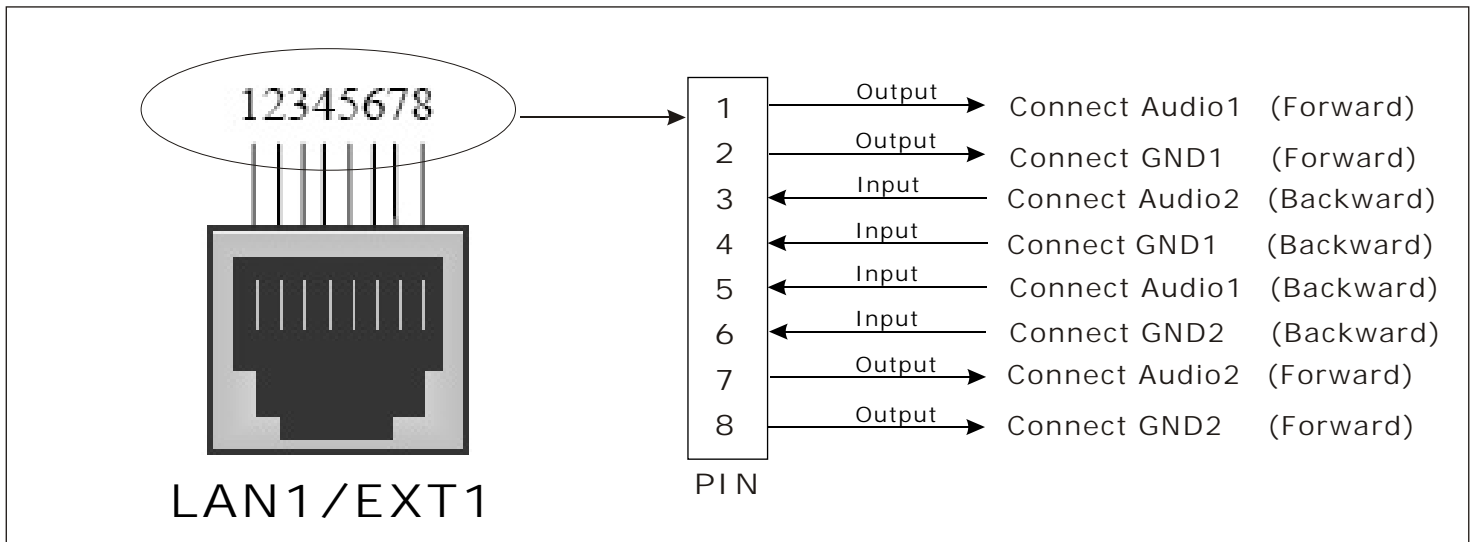 12345678
1 Output Connect Audio1 (Forward)
2 Output Connect GND1 (Forward)
3 Input Connect Audio2 (Backward)
4 Input Connect GND1 (Backward)
5 Input Connect Audio1 (Backward)
6 Input Connect GND2 (Backward)
7 Output Connect Audio2 (Forward)
8 Output Connect GND2 (Forward)
PIN
LAN1/EXT1